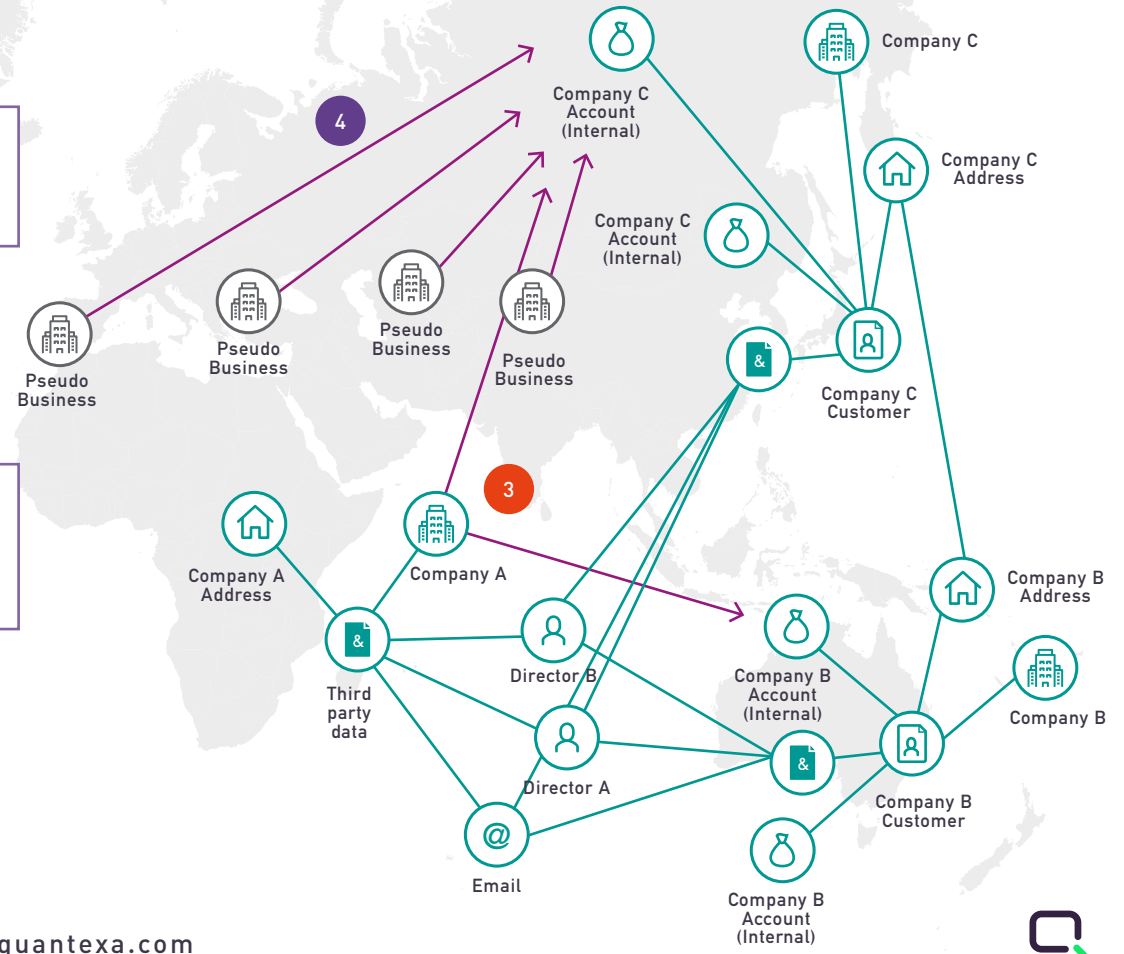 Company C
Company C
Account
(Internal)
4
Company C
Address
Company C
Account
(Internal)
Pseudo
Business
Pseudo
Business
Pseudo
Business
Pseudo
Business
&
Company C
Customer
3
Company A
Address
Company A
Company B
Address
&
Director B
Company B
Account
(Internal)
Company B
Third
party
data
&
Director A
Company B
Customer
@
Email
Company B
Account
(Internal)
quantexa.com